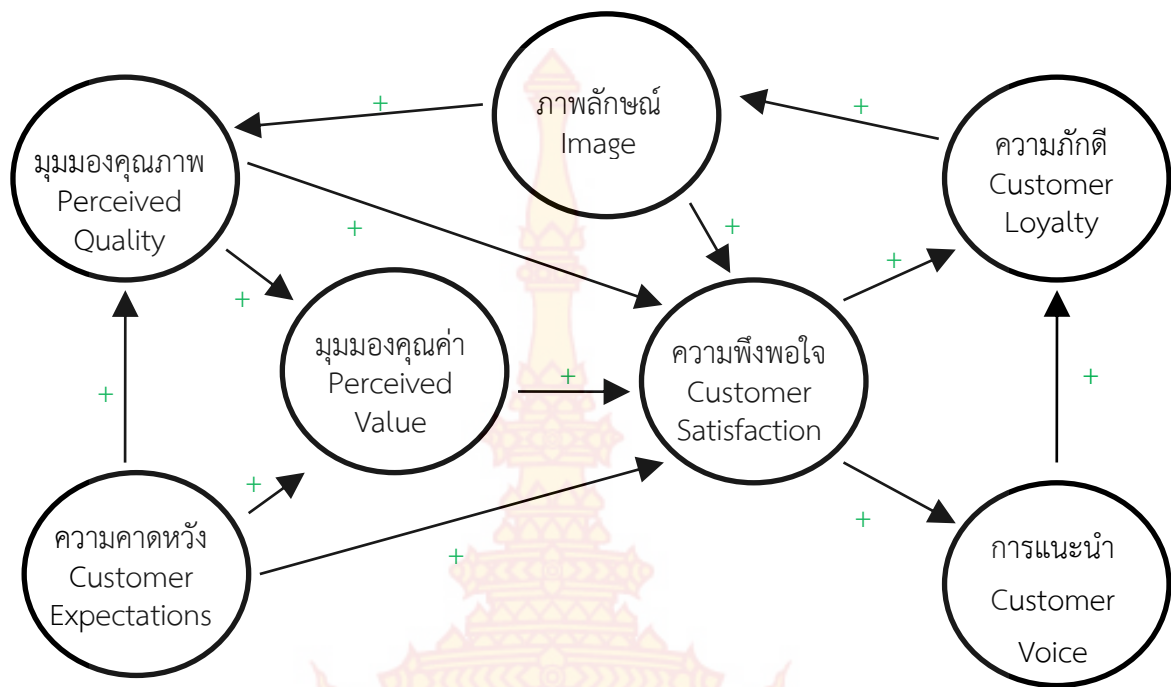 ภาพลักษณ์
Image
+
+
มุมมองคุณภาพ
Perceived
Quality
ความภักดี
Customer
Loyalty
+
+
+
+
มุมมองคุณค่า
Perceived
Value
+
ความพึงพอใจ
Customer
Satisfaction
+
+
+
+
+
ความคาดหวัง
Customer
Expectations
การแนะนำ
Customer
Voice